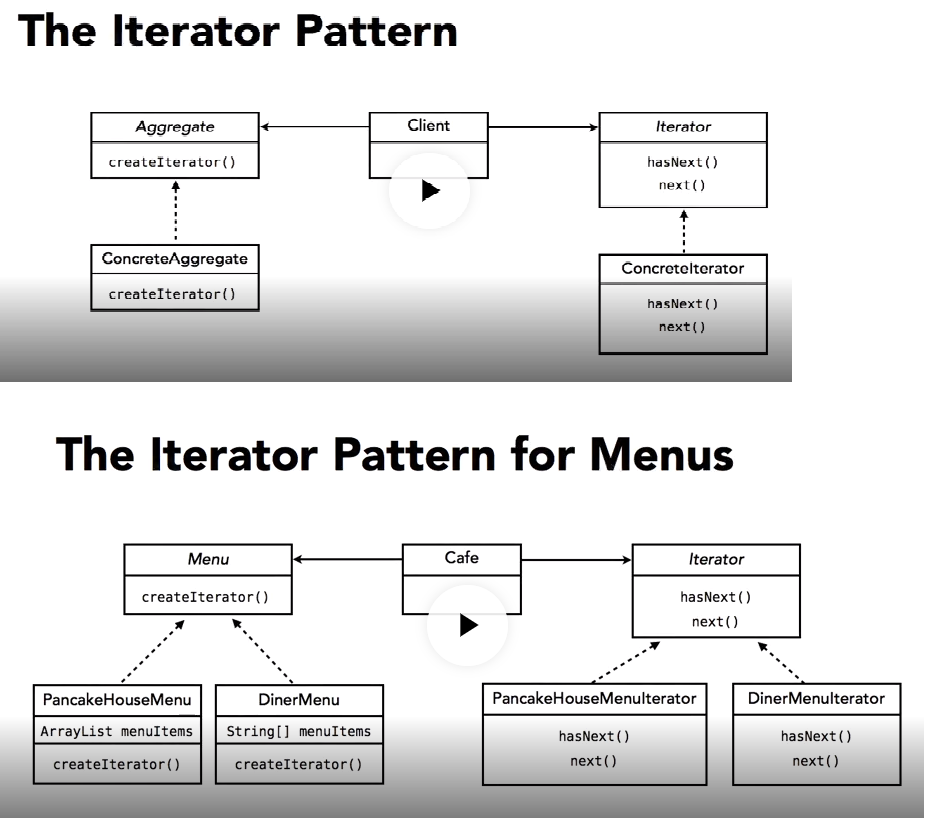 The Iterator Pattern
Aggregate
createIterator()
Client
Iterator
hasNext()
next()
ConcreteAggregate
createIterator()
ConcreteIterator
hasNext()
next()
The Iterator Pattern for Menus
Menu
createIterator()
Cafe
Iterator
hasNext()
next()
PancakeHouseMenu
ArrayList menuItems
createIterator()
DinerMenu
String[] menuItems
createIterator()
PancakeHouseMenuIterator
hasNext()
next()
DinerMenuIterator
hasNext()
next()